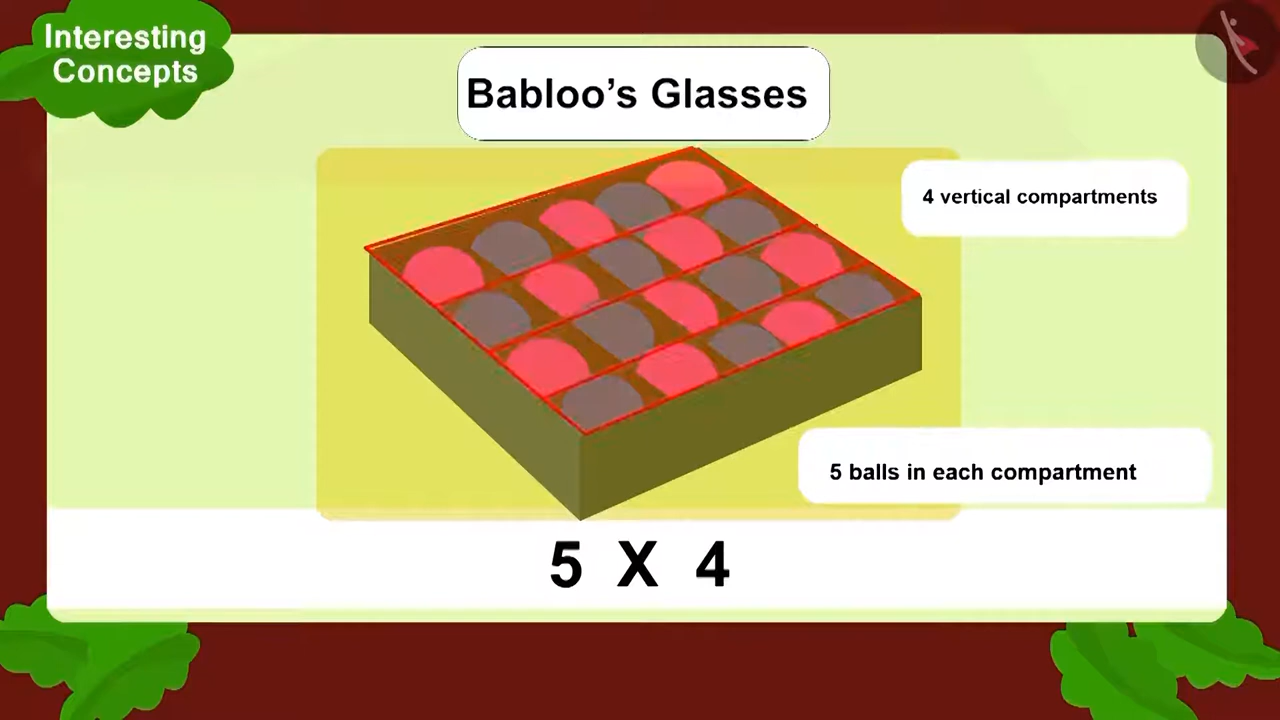 Interesting
Concepts
Babloo’s Glasses
4 vertical compartments
5 balls in each compartment
5 X 4